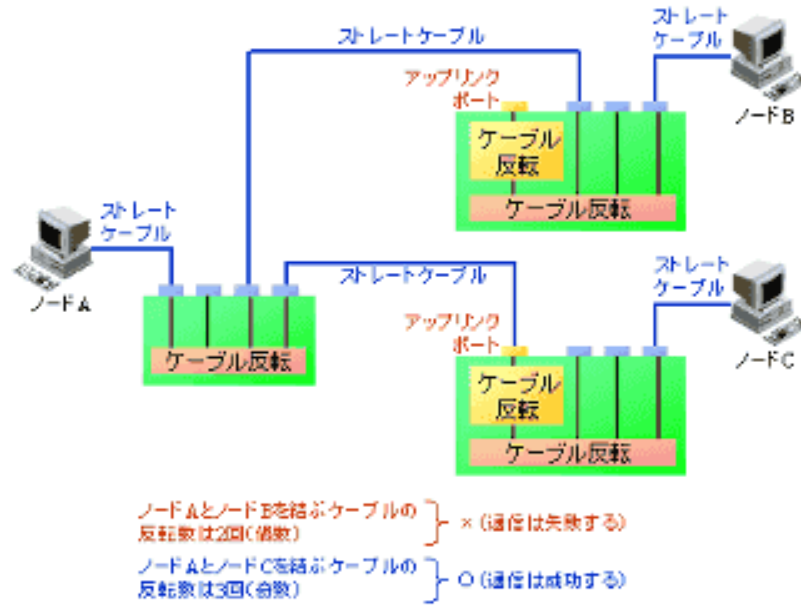 ストレートケーブル
ストレート
ケーブル
アップリンク
ポート
ノードB
ケーブル
反転
ケーブル反転
ストレート
ケーブル
ノードA
ストレートケーブル
ストレート
ケーブル
アップリンク
ポート
ケーブル反転
ノードC
ケーブル
反転
ケーブル反転
ノードAとノードBを結ぶケーブルの
反転数は2回(偶数)
×(通信は失敗する)
ノードAとノードCを結ぶケーブルの
反転数は3回(奇数)
○(通信は成功する)